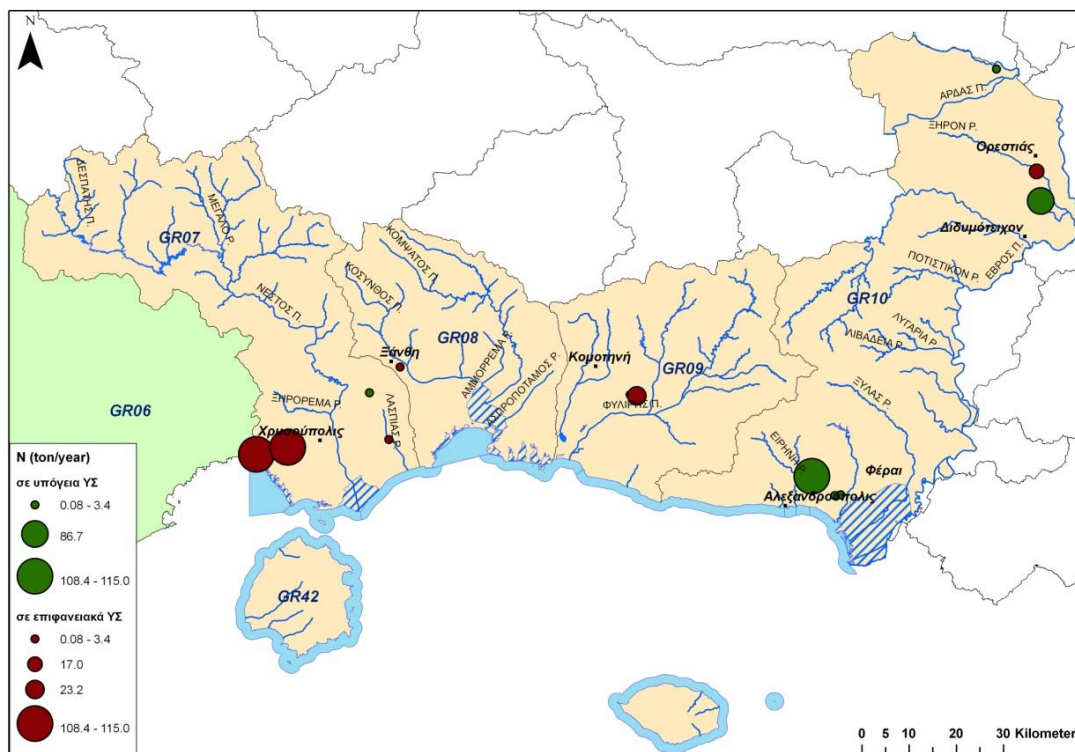 N
ΑΡΔΑΣ Π.
ΞΗΡΟΝ Ρ.
Ορεστιάς
Διδυμότειχον
ΕΒΡΟΣ Π.
ΠΟΤΙΣΤΙΚΟΝ Ρ.
GR10
ΛΥΓΑΡΙΑ Ρ.
ΛΙΒΑΔΕΙΑ Ρ.
ΞΥΛΑΣ Ρ.
ΔΕΣΠΑΤΗΣ Π.
ΜΕΓΑΛΟ Ρ.
GR07
ΝΕΣΤΟΣ Π.
ΚΟΜΨΑΤΟΣ Π.
ΚΟΣΥΝΘΟΣ Π.
GR08
Ξάνθη
ΑΜΜΟΡΡΕΜΑ Ρ.
ΑΣΠΡΟΠΟΤΑΜΟΣ Ρ.
Κομοτηνή
GR09
ΦΥΛΙΡΗΣ Π.
GR06
ΞΗΡΟΡΕΜΑ Ρ.
Χρυσούπολις
ΛΑΣΠΙΑΣ Ρ.
ΕΙΡΗΝΗ Ρ.
Φέραι
Αλεξανδρούπολις
GR42
N (ton/year)
σε υπόγεια ΥΣ
0.08 - 3.4
86.7
108.4 - 115.0
σε επιφανειακά ΥΣ
0.08 - 3.4
17.0
23.2
108.4 - 115.0
0 5 10 20 30 Kilometer